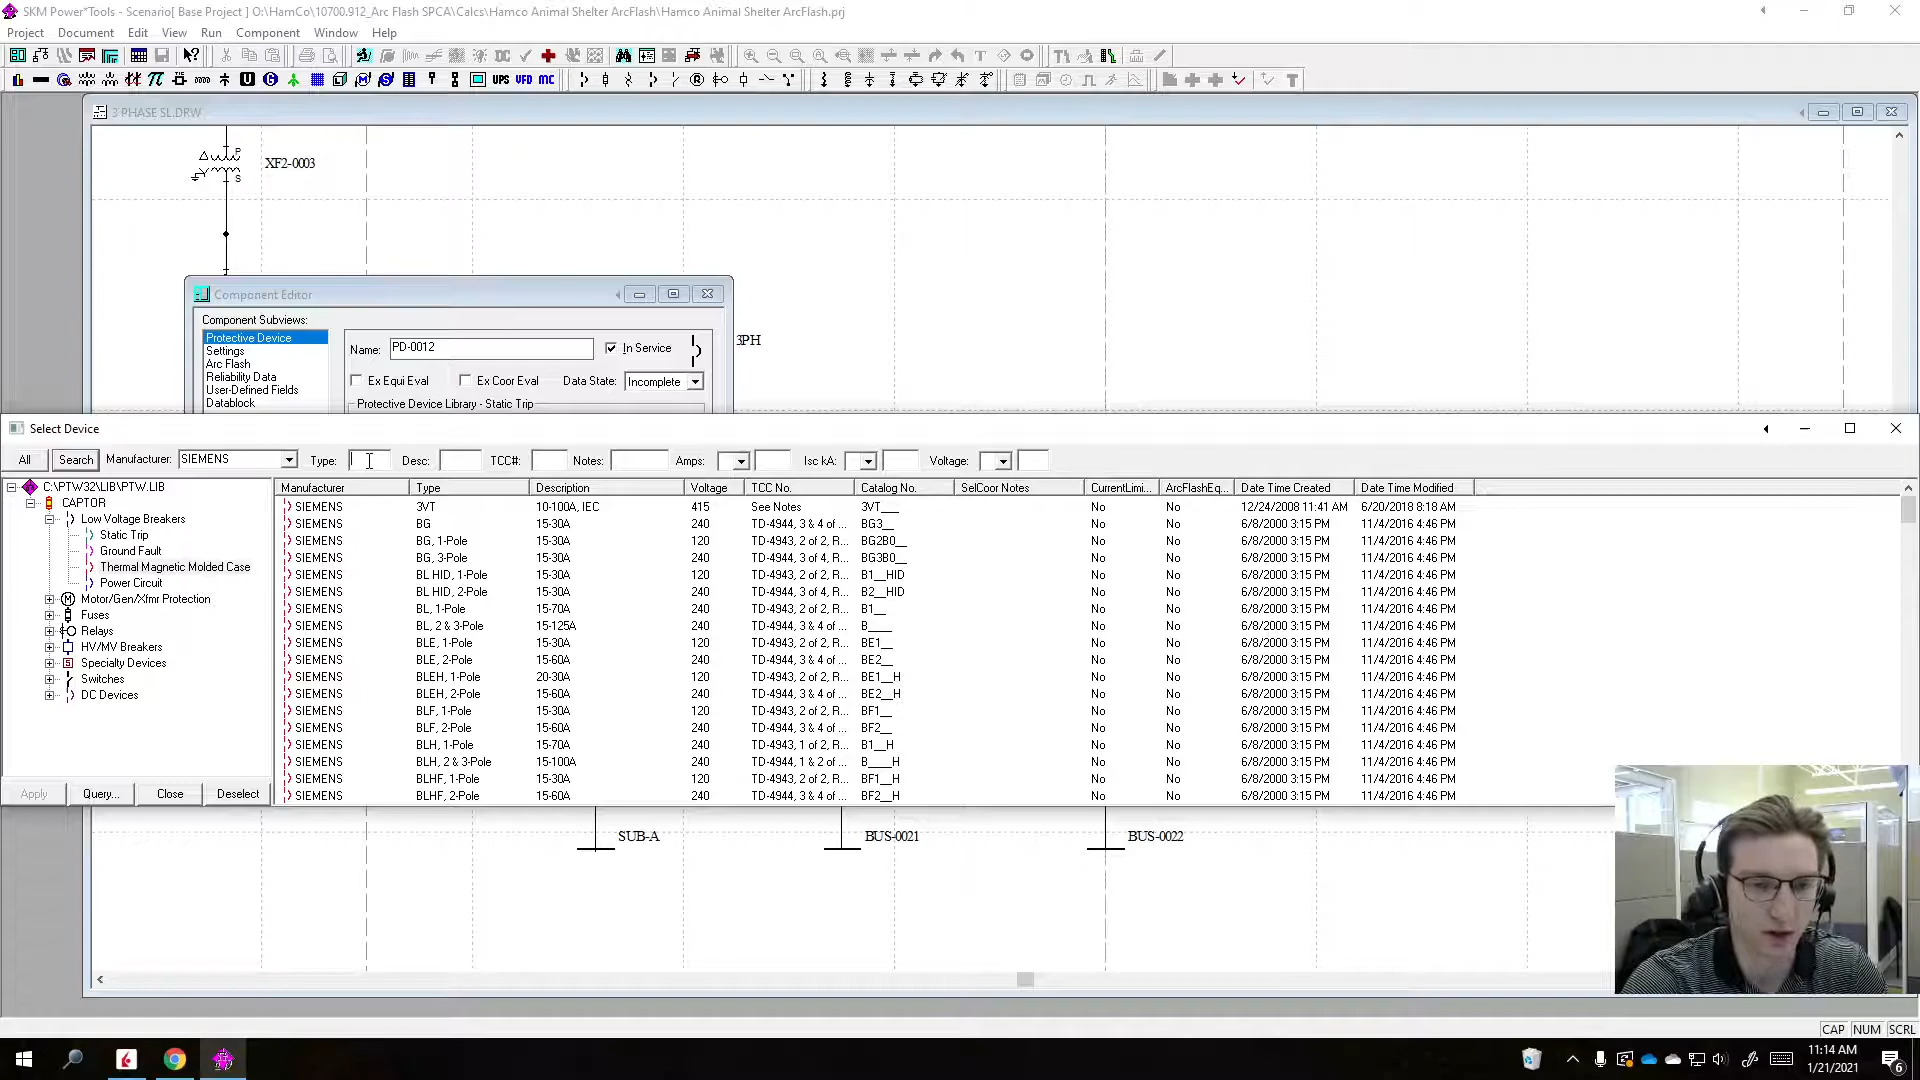 SKM Power*Tools - Scenario[ Base Project ] O:\HamCo\10700.912_Arc Flash SPCA\Calcs\Hamco Animal Shelter ArcFlash\Hamco Animal Shelter ArcFlash.prj
Project Document Edit View Run Component Window Help
UPS VFD MC
3 PHASE SL.DRW
P
S
XF2-0003
Component Editor
Component Subviews:
Protective Device
Settings
Arc Flash
Reliability Data
User-Defined Fields
Datablock
Name: PD-0012 In Service
Ex Equi Eval Ex Coor Eval Data State: Incomplete
Protective Device Library - Static Trip
3PH
Select Device
All Search Manufacturer: SIEMENS Type: Desc: TCC#: Notes: Amps: Isc kA: Voltage:
C:\PTW32\LIB\PTW.LIB
CAPTOR
Low Voltage Breakers
Static Trip
Ground Fault
Thermal Magnetic Molded Case
Power Circuit
Motor/Gen/Xfmr Protection
Fuses
Relays
HV/MV Breakers
Specialty Devices
Switches
DC Devices
Apply Query... Close Deselect
Manufacturer Type Description Voltage TCC No. Catalog No. SelCoor Notes CurrentLimi... ArcFlashEq... Date Time Created Date Time Modified
SIEMENS 3VT 10-100A, IEC 415 See Notes 3VT___ No No 12/24/2008 11:41 AM 6/20/2018 8:18 AM
SIEMENS BG 15-30A 240 TD-4944, 3 & 4 of ... BG3__ No No 6/8/2000 3:15 PM 11/4/2016 4:46 PM
SIEMENS BG, 1-Pole 15-30A 120 TD-4943, 2 of 2, R... BG2B0__ No No 6/8/2000 3:15 PM 11/4/2016 4:46 PM
SIEMENS BG, 3-Pole 15-30A 240 TD-4944, 3 & 4 of ... BG3B0__ No No 6/8/2000 3:15 PM 11/4/2016 4:46 PM
SIEMENS BL HID, 1-Pole 15-30A 120 TD-4943, 2 of 2, R... B1__HID No No 6/8/2000 3:15 PM 11/4/2016 4:46 PM
SIEMENS BL HID, 2-Pole 15-30A 240 TD-4944, 3 of 4, R... B2__HID No No 6/8/2000 3:15 PM 11/4/2016 4:46 PM
SIEMENS BL, 1-Pole 15-70A 240 TD-4943, 2 of 2, R... B1__ No No 6/8/2000 3:15 PM 11/4/2016 4:46 PM
SIEMENS BL, 2 & 3-Pole 15-125A 240 TD-4944, 3 & 4 of ... B____ No No 6/8/2000 3:15 PM 11/4/2016 4:46 PM
SIEMENS BLE, 1-Pole 15-30A 120 TD-4943, 2 of 2, R... BE1__ No No 6/8/2000 3:15 PM 11/4/2016 4:46 PM
SIEMENS BLE, 2-Pole 15-60A 240 TD-4943, 3 & 4 of ... BE2__ No No 6/8/2000 3:15 PM 11/4/2016 4:46 PM
SIEMENS BLEH, 1-Pole 20-30A 120 TD-4943, 2 of 2, R... BE1__H No No 6/8/2000 3:15 PM 11/4/2016 4:46 PM
SIEMENS BLEH, 2-Pole 15-60A 240 TD-4944, 3 & 4 of ... BE2__H No No 6/8/2000 3:15 PM 11/4/2016 4:46 PM
SIEMENS BLF, 1-Pole 15-30A 120 TD-4943, 2 of 2, R... BF1__ No No 6/8/2000 3:15 PM 11/4/2016 4:46 PM
SIEMENS BLF, 2-Pole 15-60A 240 TD-4944, 3 & 4 of ... BF2__ No No 6/8/2000 3:15 PM 11/4/2016 4:46 PM
SIEMENS BLH, 1-Pole 15-70A 240 TD-4943, 1 of 2, R... B1__H No No 6/8/2000 3:15 PM 11/4/2016 4:46 PM
SIEMENS BLH, 2 & 3-Pole 15-100A 240 TD-4944, 1 & 2 of ... B____H No No 6/8/2000 3:15 PM 11/4/2016 4:46 PM
SIEMENS BLHF, 1-Pole 15-30A 120 TD-4943, 2 of 2, R... BF1__H No No 6/8/2000 3:15 PM 11/4/2016 4:46 PM
SIEMENS BLHF, 2-Pole 15-60A 240 TD-4944, 3 & 4 of ... BF2__H No No 6/8/2000 3:15 PM 11/4/2016 4:46 PM
SUB-A BUS-0021 BUS-0022
CAP NUM SCRL
11:14 AM
1/21/2021
6